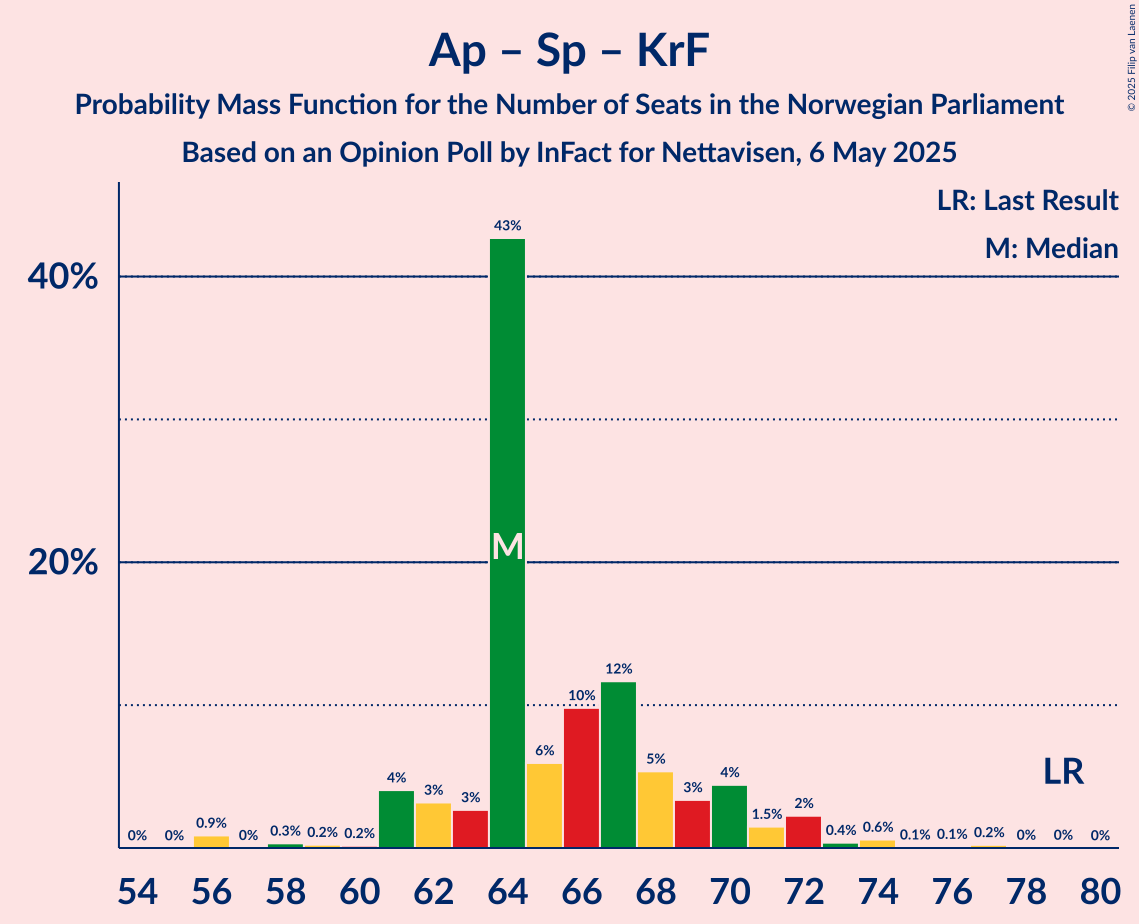 Ap – Sp – KrF
Probability Mass Function for the Number of Seats in the Norwegian Parliament
Based on an Opinion Poll by InFact for Nettavisen, 6 May 2025
© 2025 Filip van Laenen
LR: Last Result
M: Median
43%
40%
M
20%
12%
10%
6%
5%
LR
4%
4%
3%
3%
3%
2%
1.5%
0% 0% 0.9% 0% 0.3% 0.2% 0.2% 0.4% 0.6% 0.1% 0.1% 0.2% 0% 0% 0%
54 56 58 60 62 64 66 68 70 72 74 76 78 80